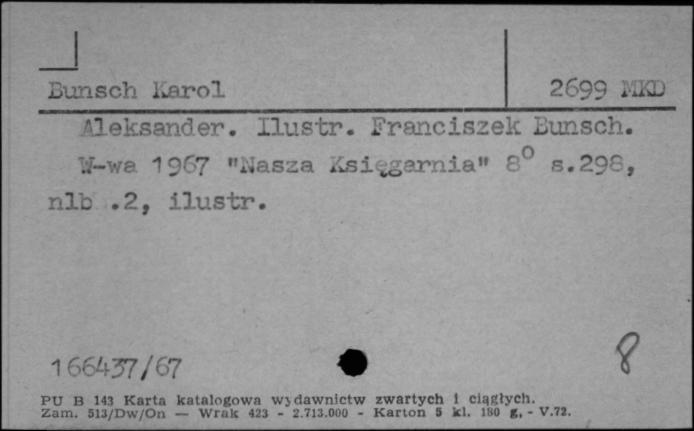 Bunsch Karol 2699 MKD
Aleksander. Ilustr. Franciszek Bunsch.
W-wa 1967 "Nasza Księgarnia" 8° s.298,
nlb .2, ilustr.
166437/67 8
PU B 143 Karta katalogowa wydawnictw zwartych i ciągłych.
Zam. 513/Dw/On — Wrak 423 - 2.713.000 - Karton 5 kl. 180 g, - V.72.